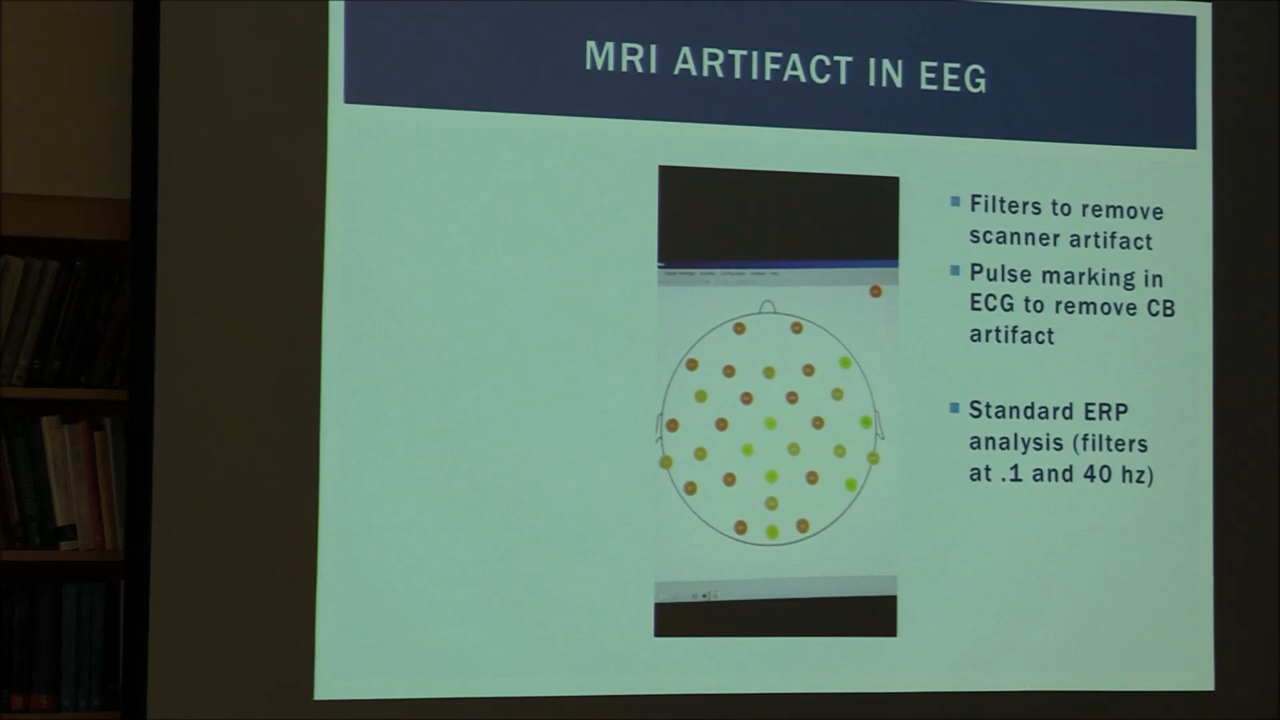 MRI ARTIFACT IN EEG
Filters to remove
scanner artifact
Pulse marking in
ECG to remove CB
artifact
Standard ERP
analysis (filters
at .1 and 40 hz)